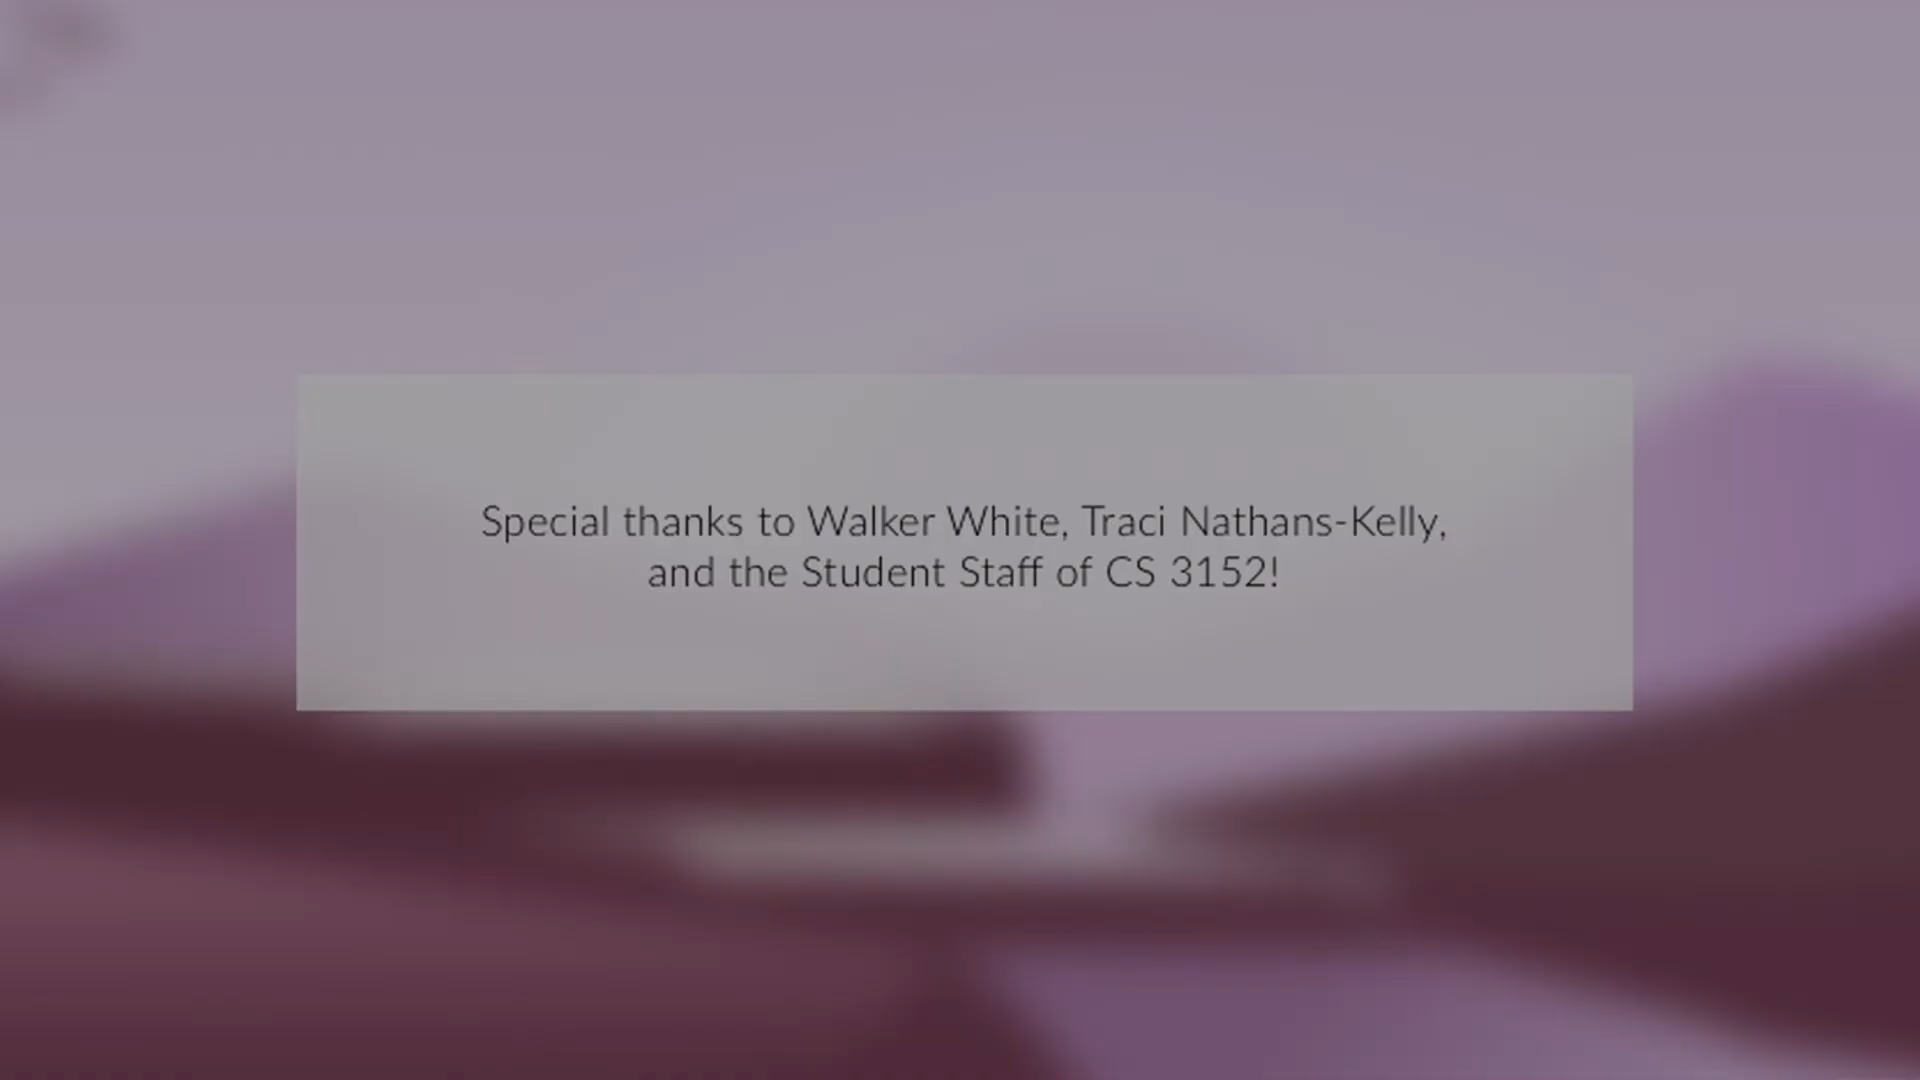 Special thanks to Walker White, Traci Nathans-Kelly,
and the Student Staff of CS 3152!